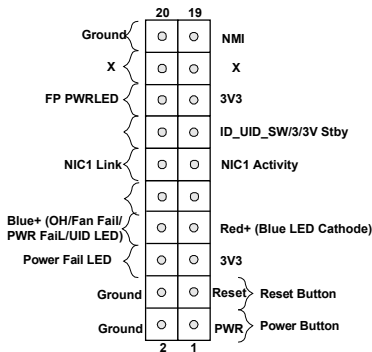 20 19
Ground NMI
X X
FP PWRLED 3V3
ID_UID_SW/3/3V Stby
NIC1 Link NIC1 Activity
Blue+ (OH/Fan Fail/
PWR FaiL/UID LED) Red+ (Blue LED Cathode)
Power Fail LED 3V3
Ground Reset Reset Button
Ground PWR Power Button
2 1